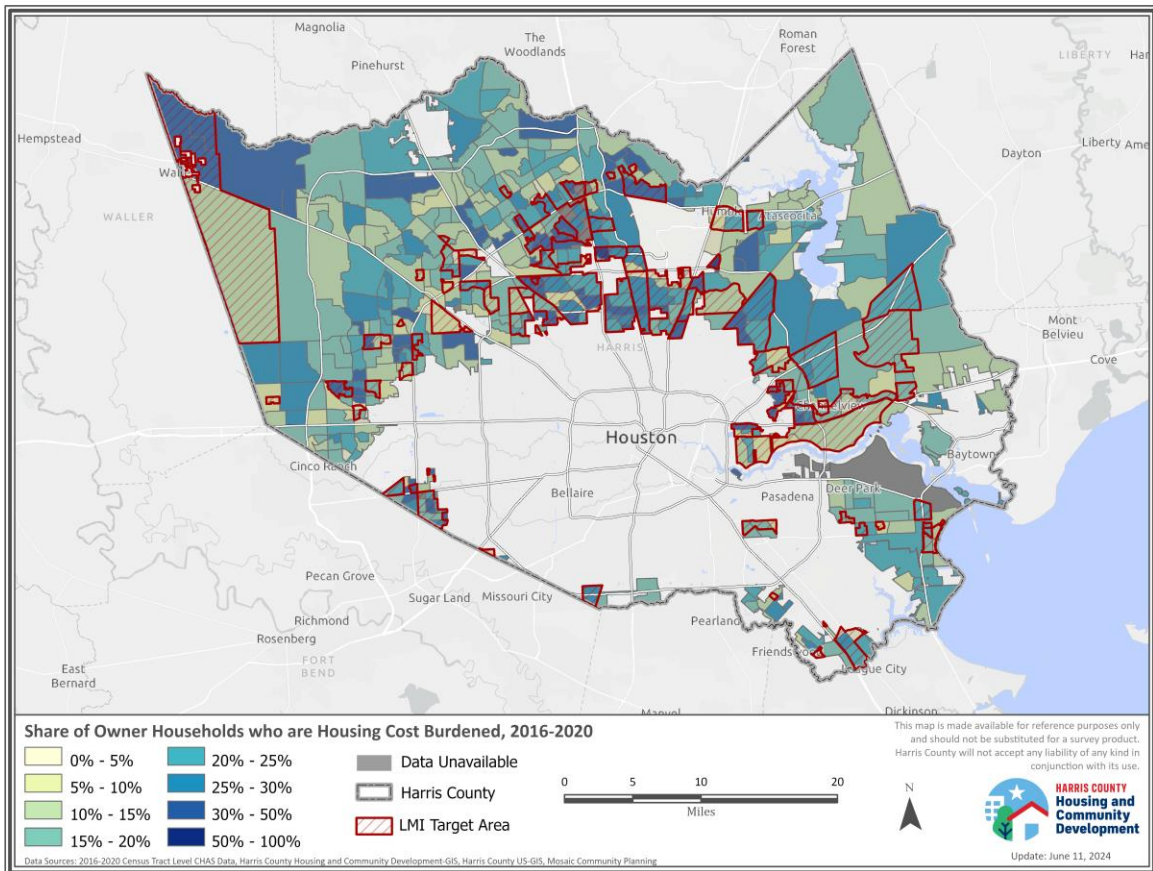 Magnolia
The
Woodlands
Roman
Forest
LIBERTY
Pinehurst
Hempstead
Dayton
Liberty
WALLER
Humble
Atascocita
Mont
Belvieu
Cove
HARRIS
Channelview
Houston
Baytown
Cinco Ranch
Bellaire
Pasadena
Deer Park
Pecan Grove
Sugar Land
Missouri City
Richmond
Rosenberg
Pearland
Friendswood
League City
East
Bernard
FORT
BEND
Dickinson
Share of Owner Households who are Housing Cost Burdened, 2016-2020
0% - 5%
5% - 10%
10% - 15%
15% - 20%
20% - 25%
25% - 30%
30% - 50%
50% - 100%
Data Unavailable
Harris County
LMI Target Area
0 5 10 20
Miles
N
This map is made available for reference purposes only
and should not be substituted for a survey product.
Harris County will not accept any liability of any kind in
conjunction with its use.
HARRIS COUNTY
Housing and
Community
Development
Update: June 11, 2024
Data Sources: 2016-2020 Census Tract Level CHAS Data, Harris County Housing and Community Development-GIS, Harris County US-GIS, Mosaic Community Planning